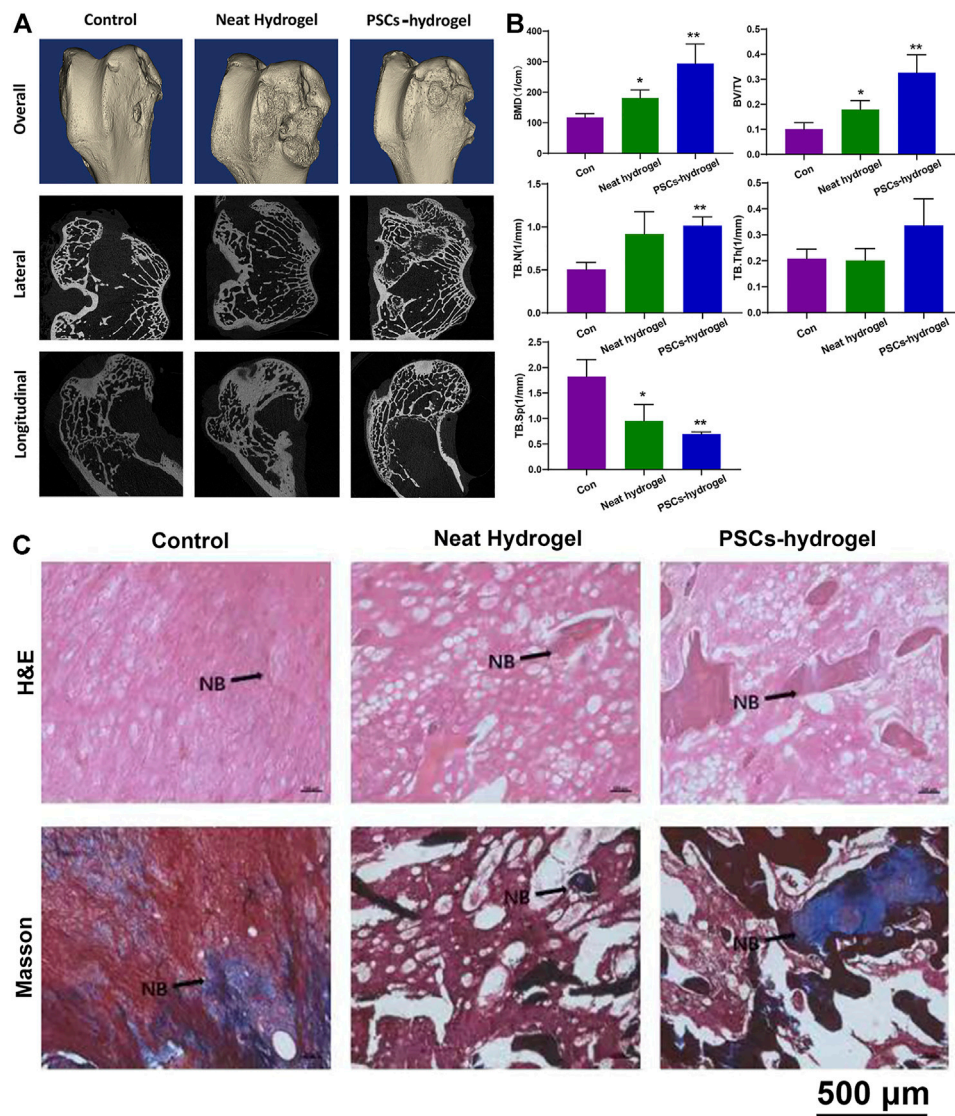 A
Control
Neat Hydrogel
PSCs-hydrogel
Overall
Lateral
Longitudinal
B
BMD(1/cm)
400
300
200
100
0
*
**
Con
Neat hydrogel
PSCs-hydrogel
BV/TV
0.5
0.4
0.3
0.2
0.1
0.0
*
**
Con
Neat hydrogel
PSCs-hydrogel
TB.N(1/mm)
1.5
1.0
0.5
0.0
**
Con
Neat hydrogel
PSCs-hydrogel
TB.Th(1/mm)
0.5
0.4
0.3
0.2
0.1
0.0
Con
Neat hydrogel
PSCs-hydrogel
TB.Sp(1/mm)
2.0
1.5
1.0
0.5
0.0
*
**
Con
Neat hydrogel
PSCs-hydrogel
C
Control
Neat Hydrogel
PSCs-hydrogel
H&E
NB
NB
NB
Masson
NB
NB
NB
500 μm